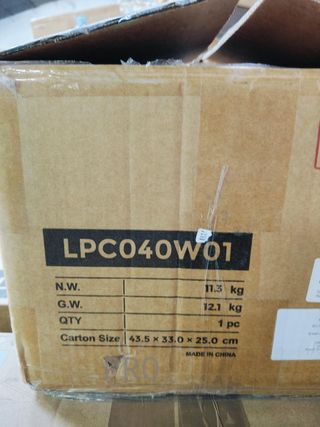 LPC040W01
N.W. 11.3 kg
G.W. 12.1 kg
QTY 1 pc
Carton Size 43.5 × 33.0 × 25.0 cm
MADE IN CHINA
PRO